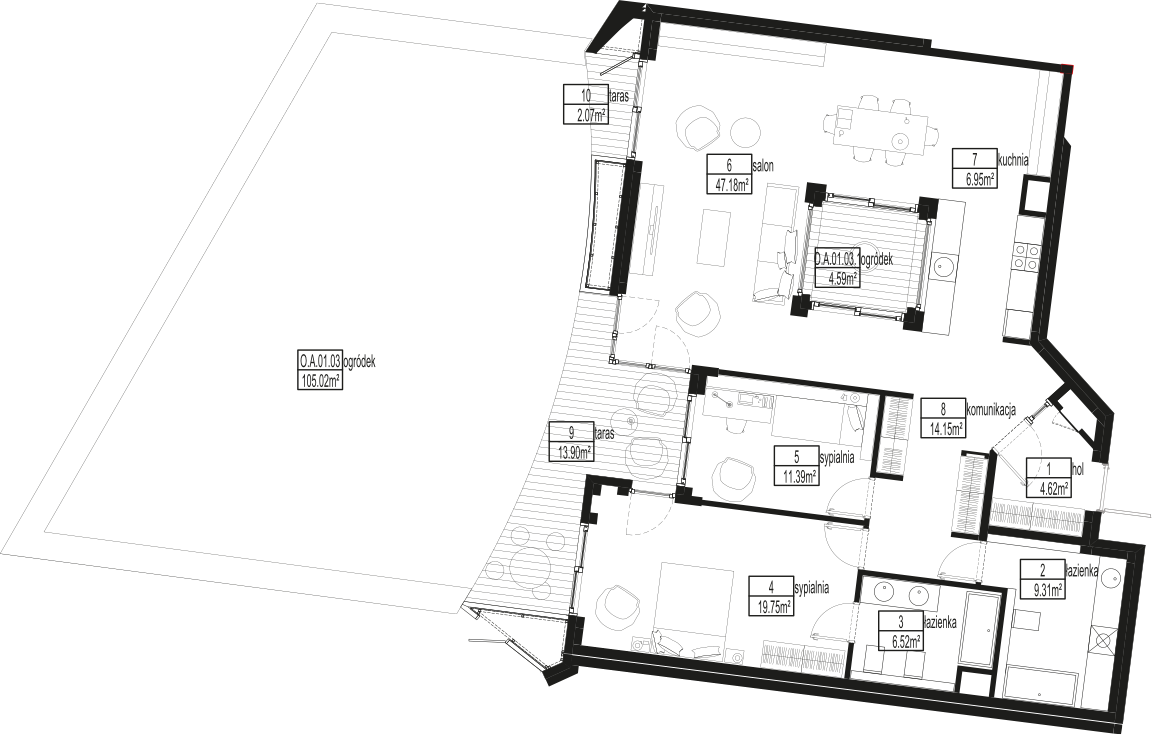 10 taras
2.07m²
6 salon
47.18m²
7 kuchnia
6.95m²
O.A.01.03.1ogródek
4.59m²
O.A.01.03 ogródek
105.02m²
9 taras
13.90m²
8 komunikacja
14.15m²
5 sypialnia
11.39m²
1 hol
4.62m²
4 sypialnia
19.75m²
2 łazienka
9.31m²
3 łazienka
6.52m²